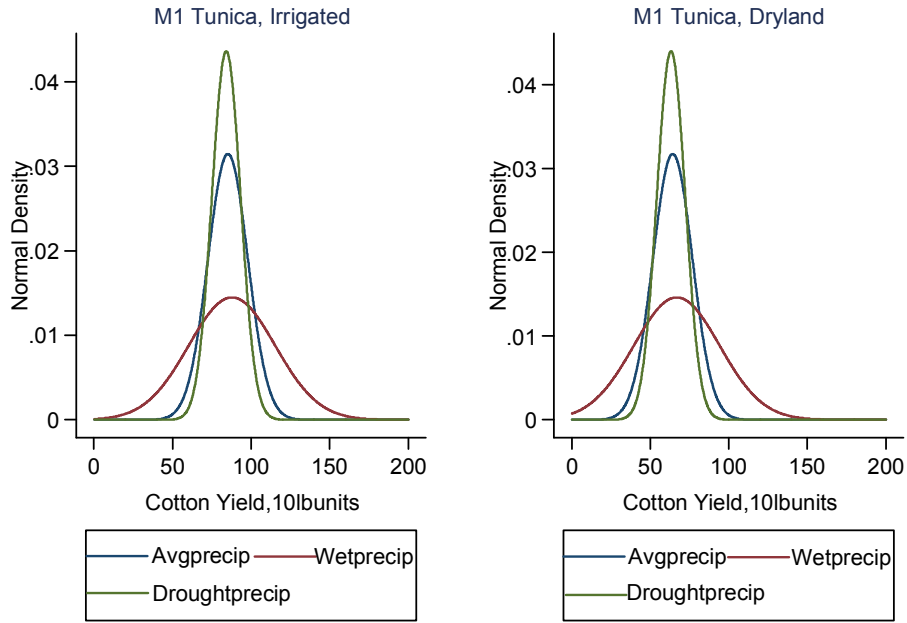 M1 Tunica, Irrigated
.04
.03
.02
.01
0
Normal Density
0 50 100 150 200
Cotton Yield,10lbunits
Avgprecip Wetprecip
Droughtprecip
M1 Tunica, Dryland
.04
.03
.02
.01
0
Normal Density
0 50 100 150 200
Cotton Yield,10lbunits
Avgprecip Wetprecip
Droughtprecip